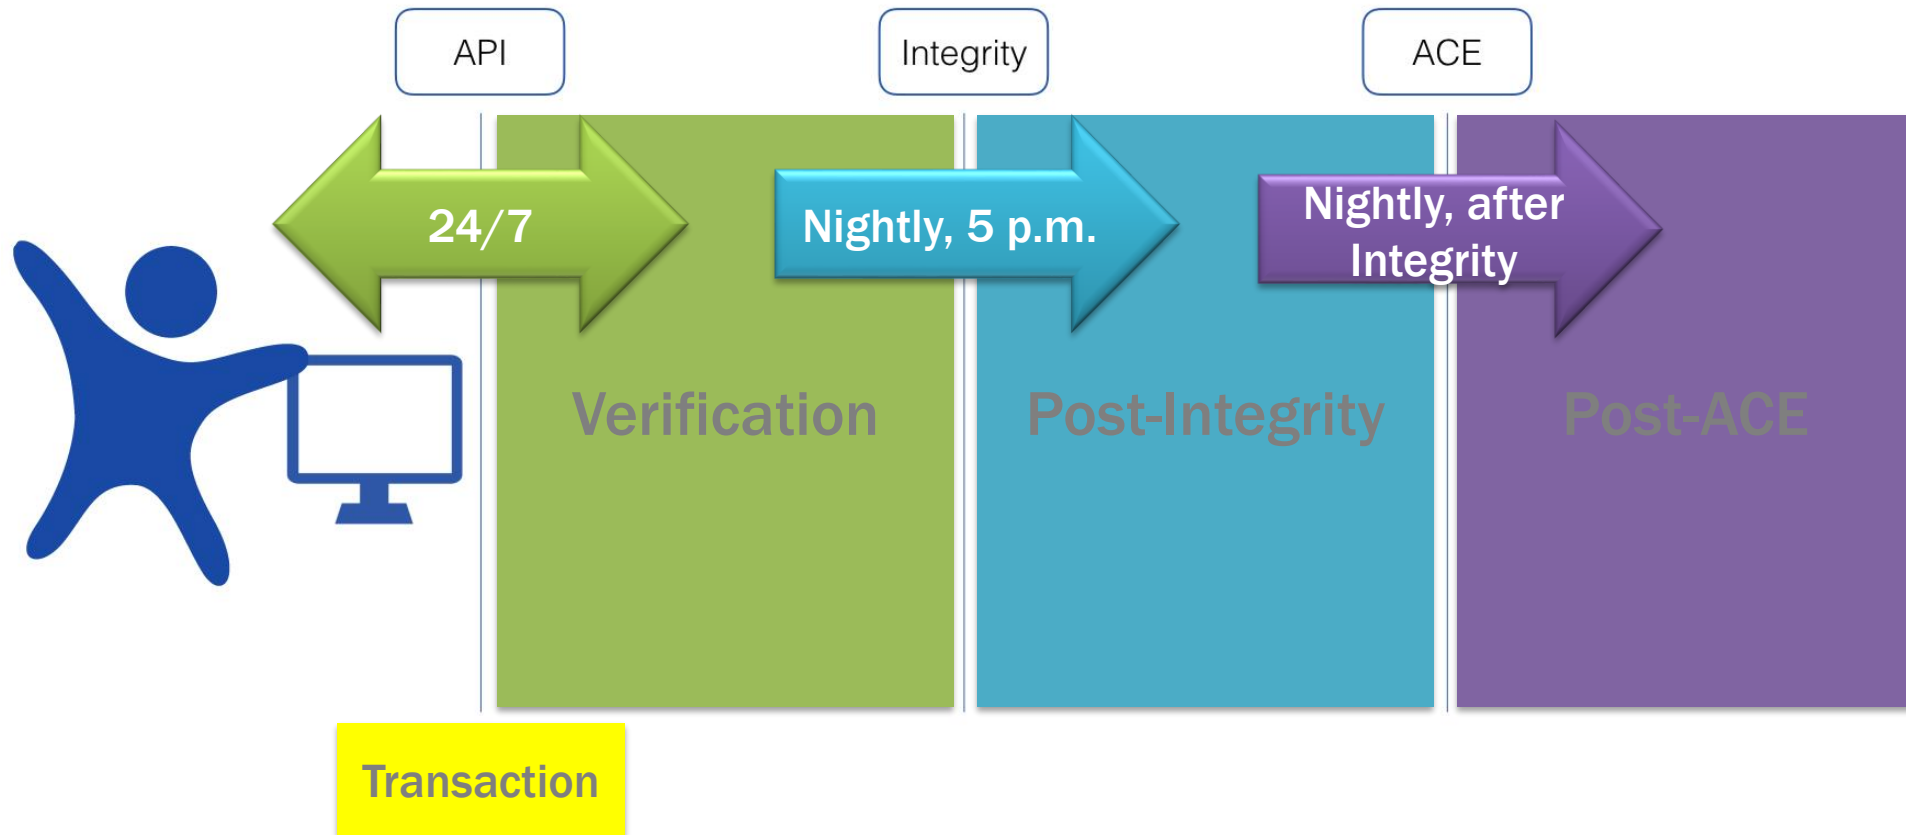 API
Integrity
ACE
24/7
Nightly, 5 p.m.
Nightly, after
Integrity
Verification
Post-Integrity
Post-ACE
Transaction